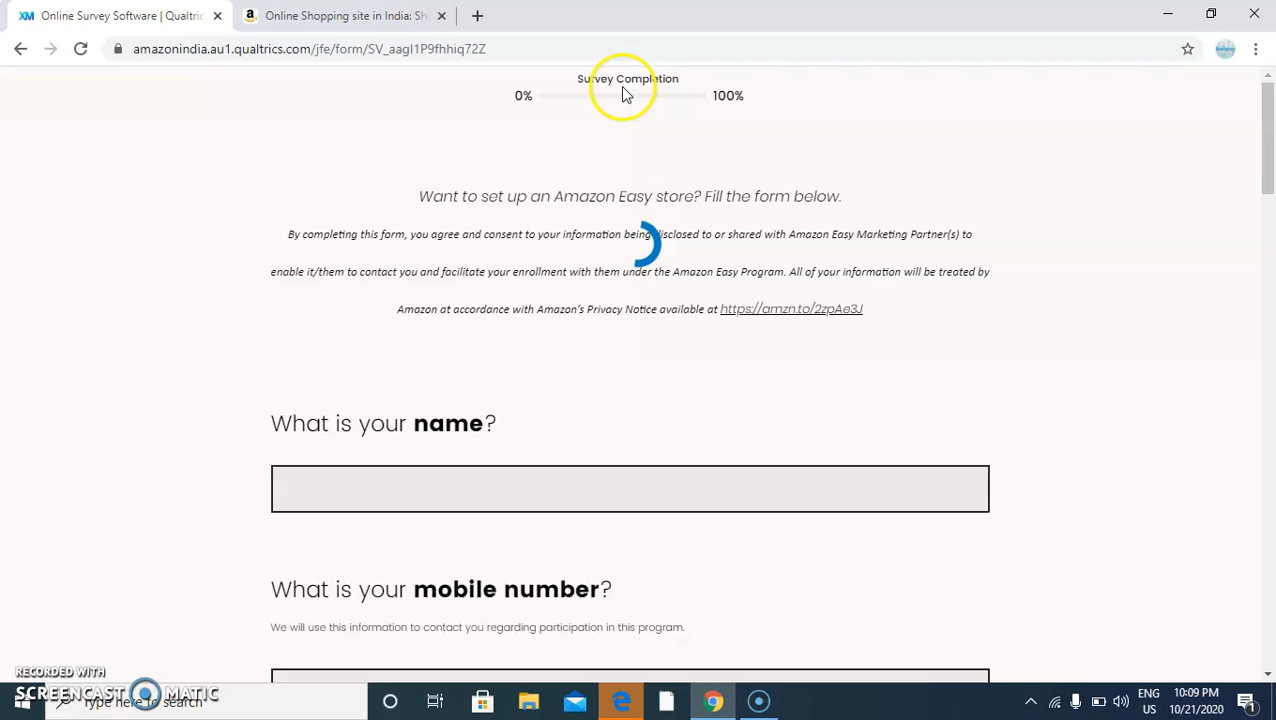 Online Survey Software | Qualtric
Online Shopping site in India: Sh
amazonindia.au1.qualtrics.com/jfe/form/SV_aagI1P9fhhiq72Z
Survey Completion
0% 100%
Want to set up an Amazon Easy store? Fill the form below.
By completing this form, you agree and consent to your information being disclosed to or shared with Amazon Easy Marketing Partner(s) to
enable it/them to contact you and facilitate your enrollment with them under the Amazon Easy Program. All of your information will be treated by
Amazon at accordance with Amazon's Privacy Notice available at https://amzn.to/2zpAe3J
What is your name?
What is your mobile number?
We will use this information to contact you regarding participation in this program.
RECORDED WITH
SCREENCAST MATIC
Type here to search
ENG
US
10:09 PM
10/21/2020
1